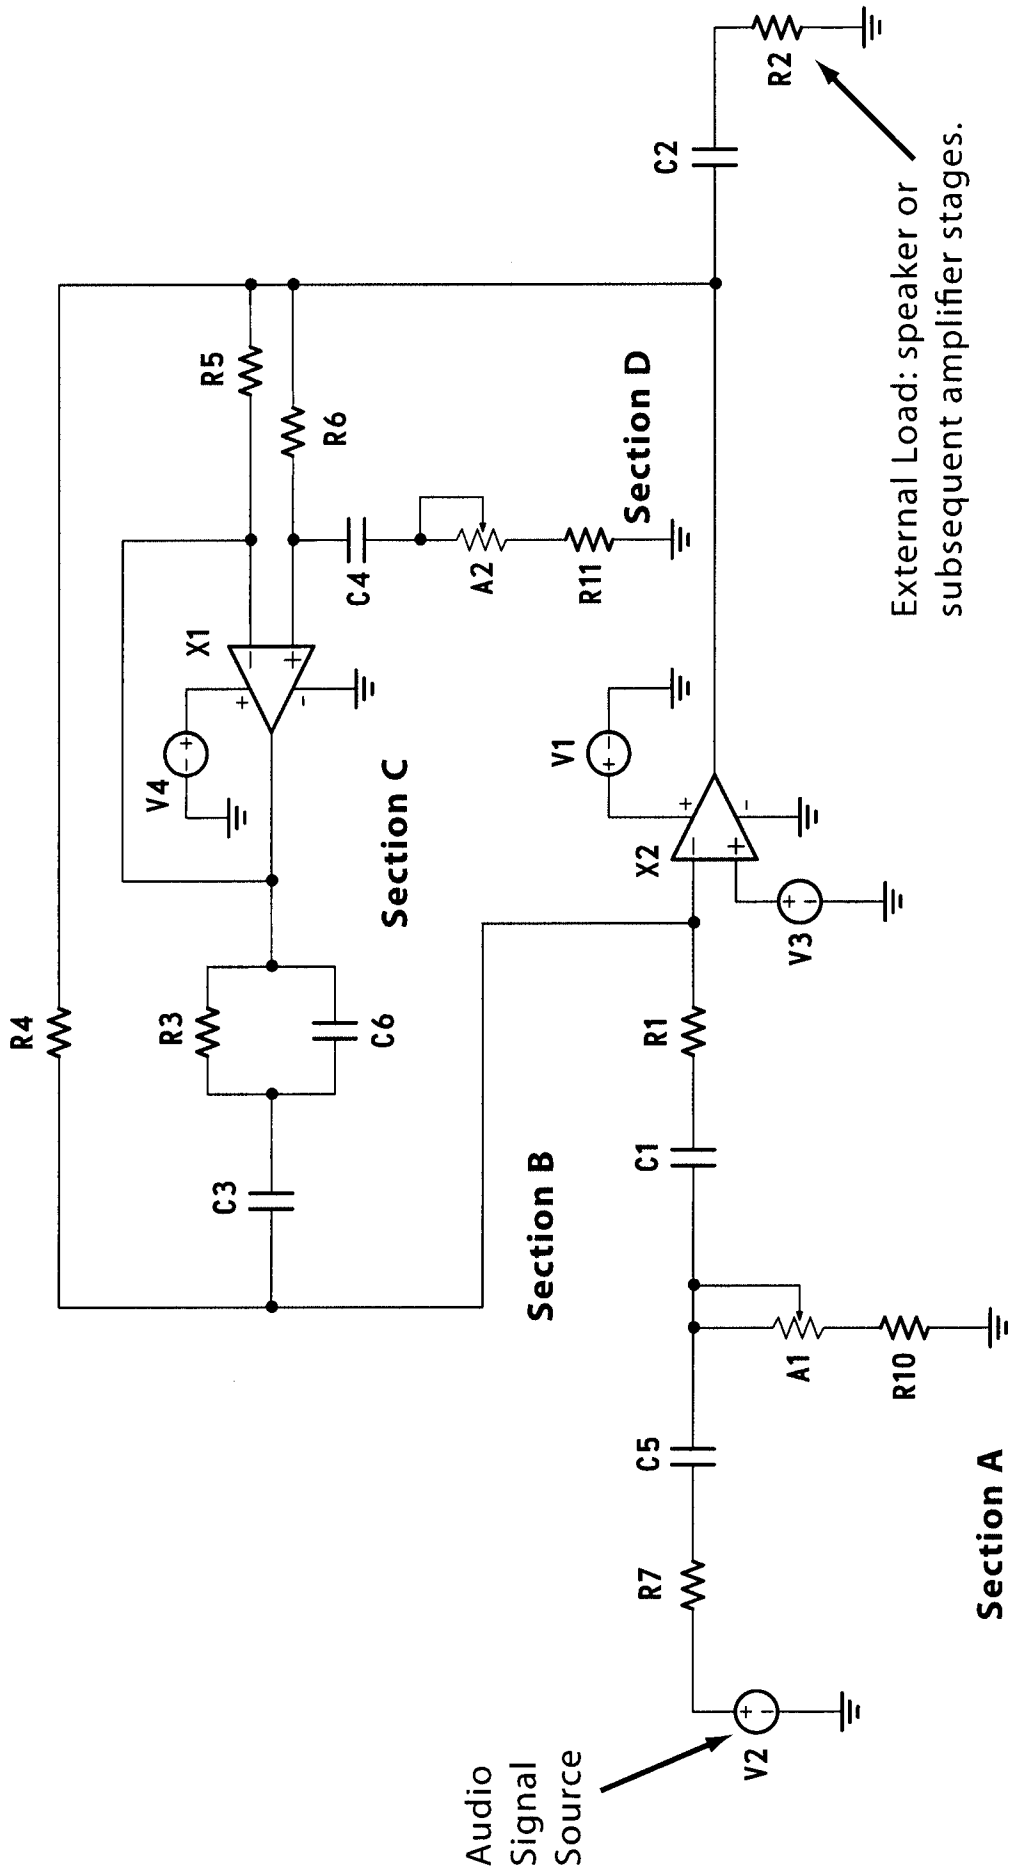 R4
R3
C6
C3
V4
X1
R5
R6
C4
A2
R11
Section C
Section D
Section B
C2
R2
External Load: speaker or
subsequent amplifier stages.
V1
X2
V3
R1
C1
C5
R7
A1
R10
Section A
V2
Audio
Signal
Source